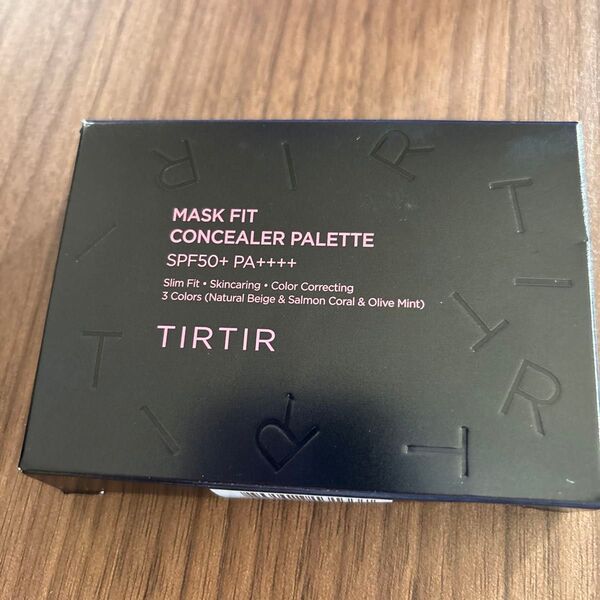 MASK FIT
CONCEALER PALETTE
SPF50+ PA++++
Slim Fit • Skincaring • Color Correcting
3 Colors (Natural Beige & Salmon Coral & Olive Mint)
TIRTIR
R I R T I R
T I R T Y R